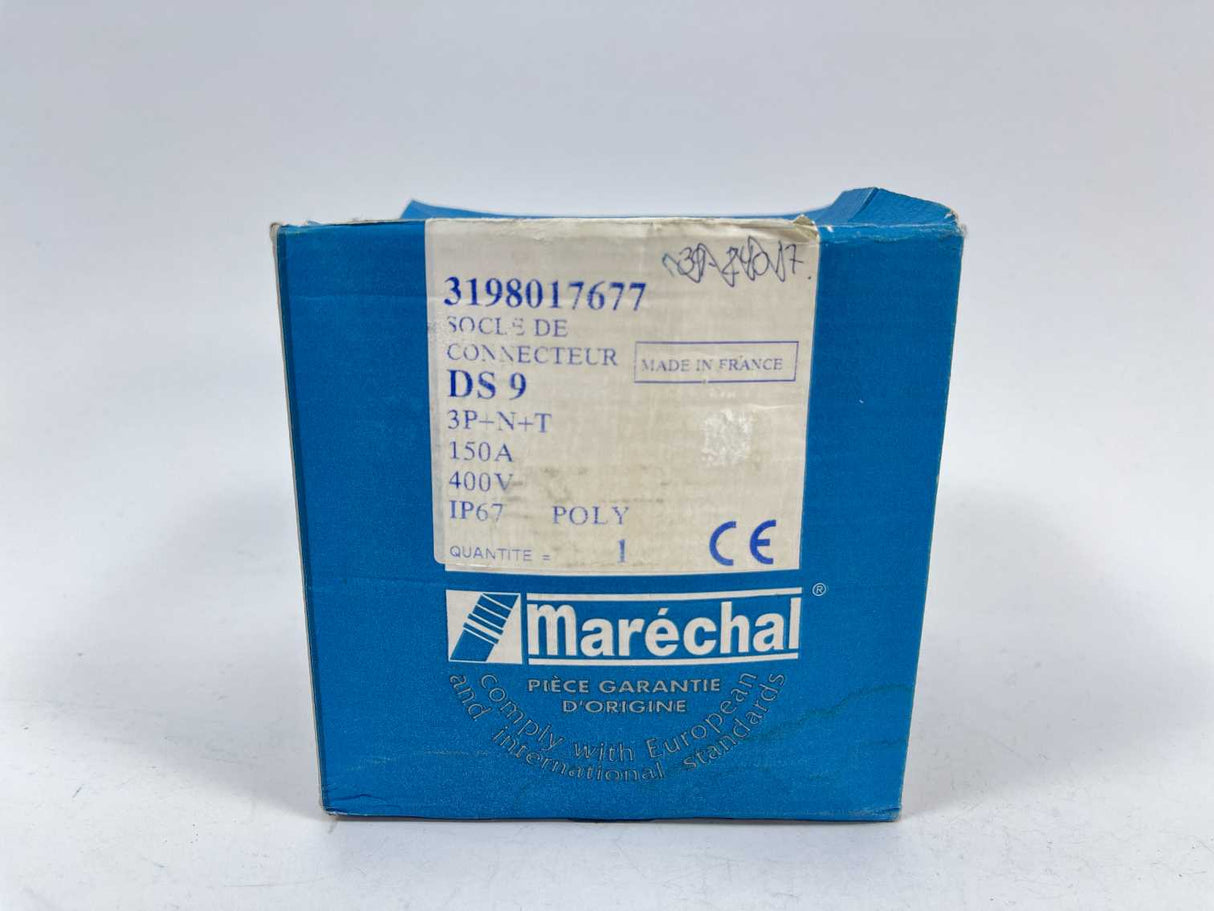 3198017677
SOCLE DE
CONNECTEUR
MADE IN FRANCE
DS 9
3P+N+T
150A
400V
IP67 POLY
QUANTITE = 1
CE
maréchal ®
PIÈCE GARANTIE
D'ORIGINE
comply with European
and international standards